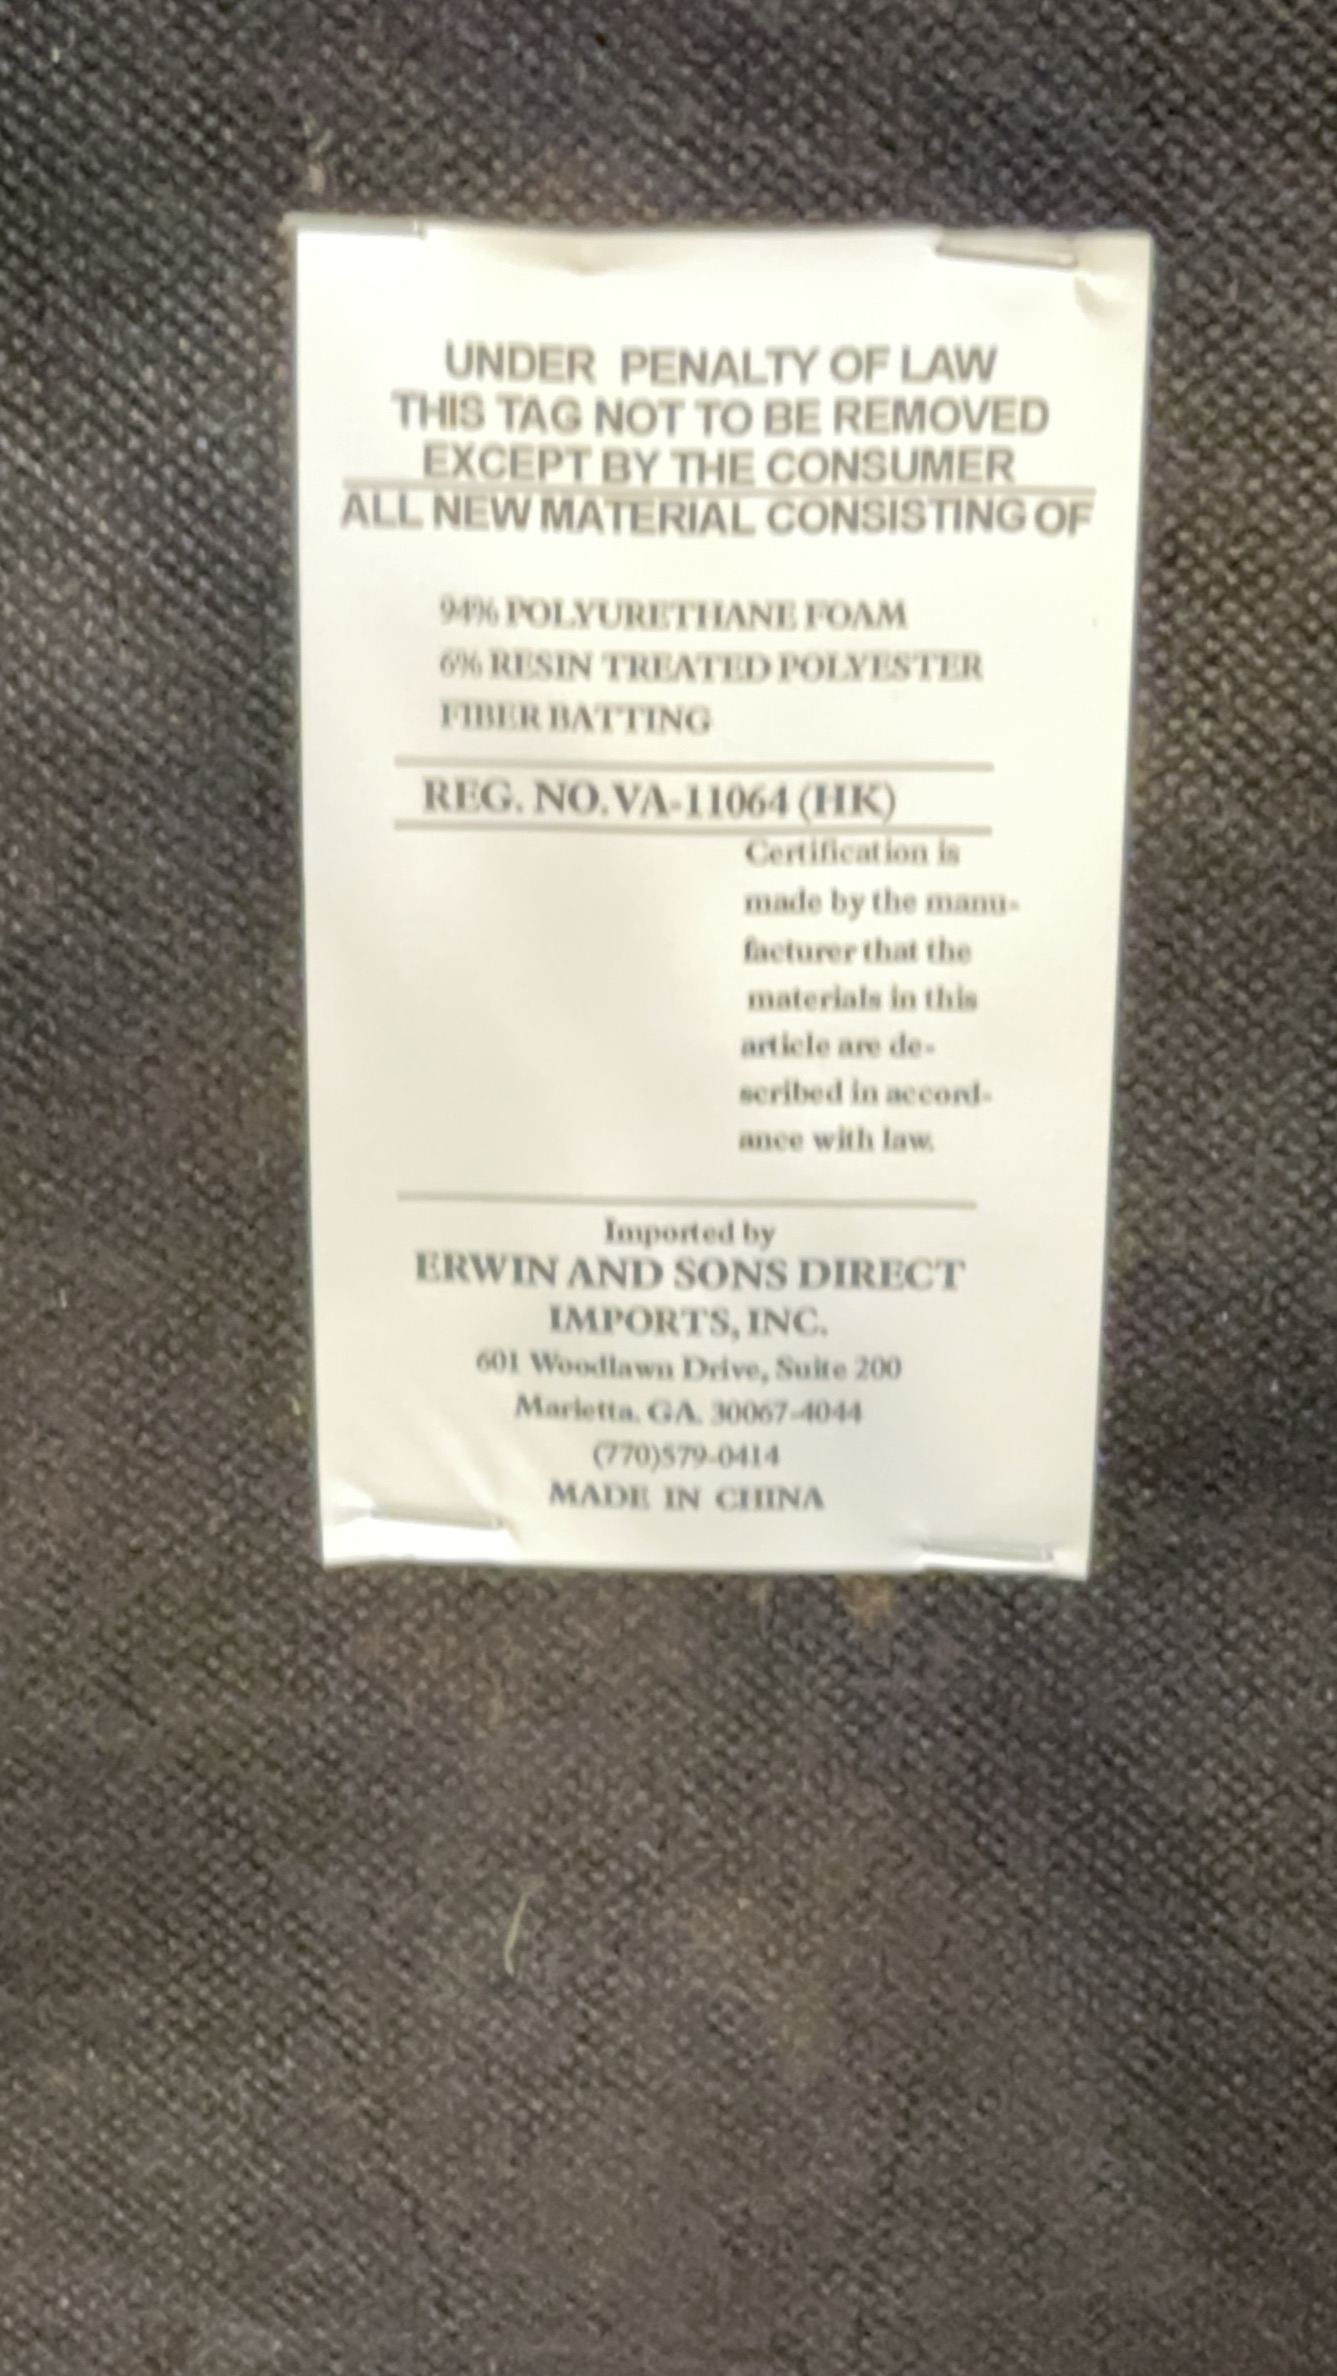 UNDER PENALTY OF LAW
THIS TAG NOT TO BE REMOVED
EXCEPT BY THE CONSUMER
ALL NEW MATERIAL CONSISTING OF
94% POLYURETHANE FOAM
6% RESIN TREATED POLYESTER
FIBER BATTING
REG. NO. VA-11064 (HK)
Certification is
made by the manu-
facturer that the
materials in this
article are de-
scribed in accord-
ance with law.
Imported by
ERWIN AND SONS DIRECT
IMPORTS, INC.
601 Woodlawn Drive, Suite 200
Marietta. GA. 30067-4044
(770)579-0414
MADE IN CHINA